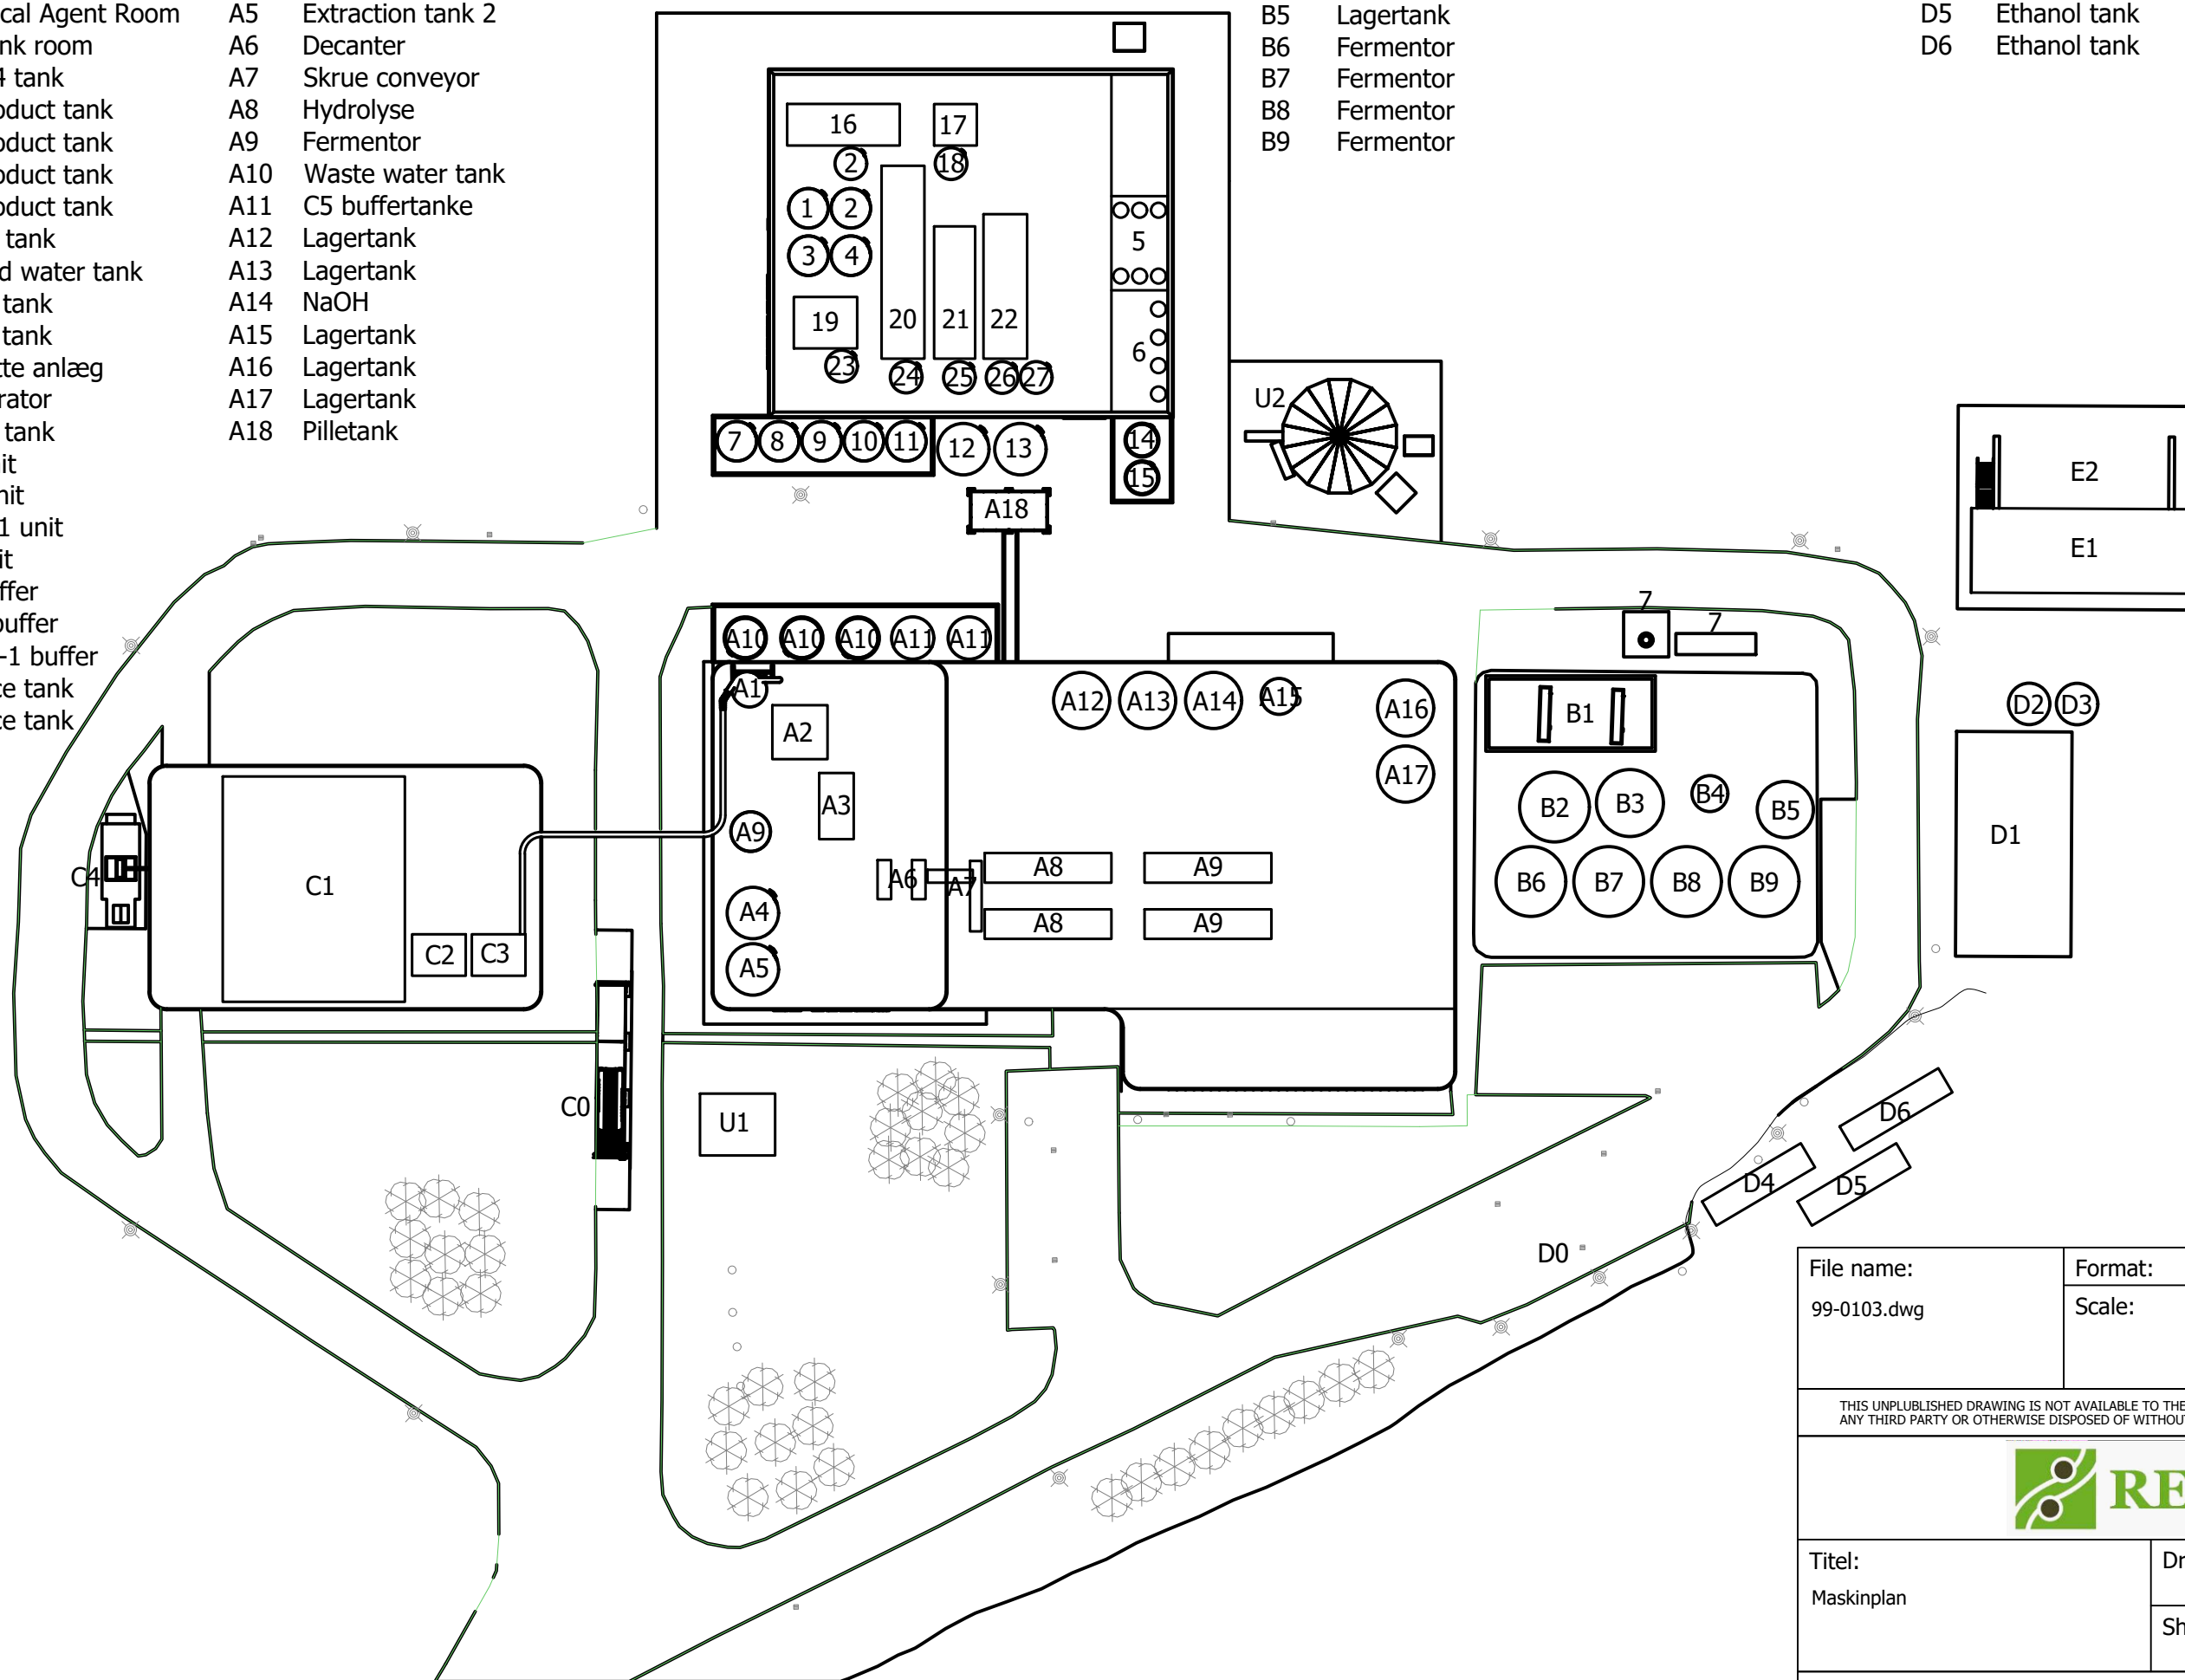 cal Agent Room
nk room
4 tank
oduct tank
oduct tank
oduct tank
oduct tank
tank
d water tank
tank
tank
tte anlæg
rator
tank
it
nit
1 unit
it
ffer
buffer
-1 buffer
ce tank
ce tank
A5 Extraction tank 2
A6 Decanter
A7 Skrue conveyor
A8 Hydrolyse
A9 Fermentor
A10 Waste water tank
A11 C5 buffertanke
A12 Lagertank
A13 Lagertank
A14 NaOH
A15 Lagertank
A16 Lagertank
A17 Lagertank
A18 Pilletank
B5 Lagertank
B6 Fermentor
B7 Fermentor
B8 Fermentor
B9 Fermentor
D5 Ethanol tank
D6 Ethanol tank
16 17
2 18
1 2
3 4
5
19 20 21 22
6
23 24 25 26 27
7 8 9 10 11 12 13 14
15
A18
U2
E2
E1
A10 A10 A10 A11 A11
7
7
A1
A2
A3
A12 A13 A14 A15 A16
A17
B1
D2 D3
B2 B3 B4 B5
B6 B7 B8 B9
D1
A9
A6 A7 A8 A9
A8 A9
A4
A5
C4
C1
C2 C3
C0
U1
D6
D4 D5
D0
File name:
99-0103.dwg
Format:
Scale:
THIS UNPLUBLISHED DRAWING IS NOT AVAILABLE TO THE
ANY THIRD PARTY OR OTHERWISE DISPOSED OF WITHOU
RE
Titel:
Maskinplan
Dr
Sh